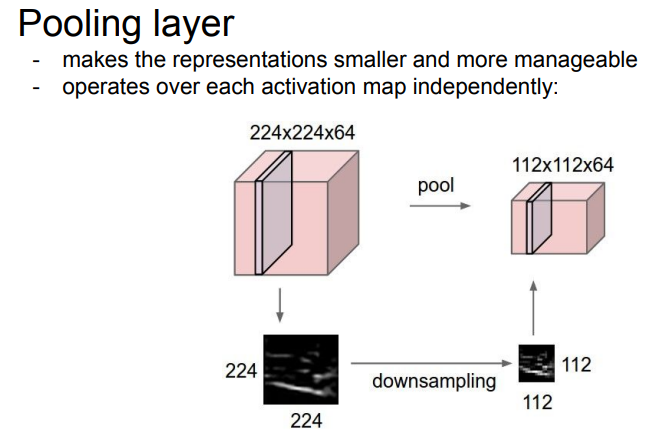 Pooling layer
- makes the representations smaller and more manageable
- operates over each activation map independently:
224x224x64
112x112x64
pool
224
112
downsampling
112
224